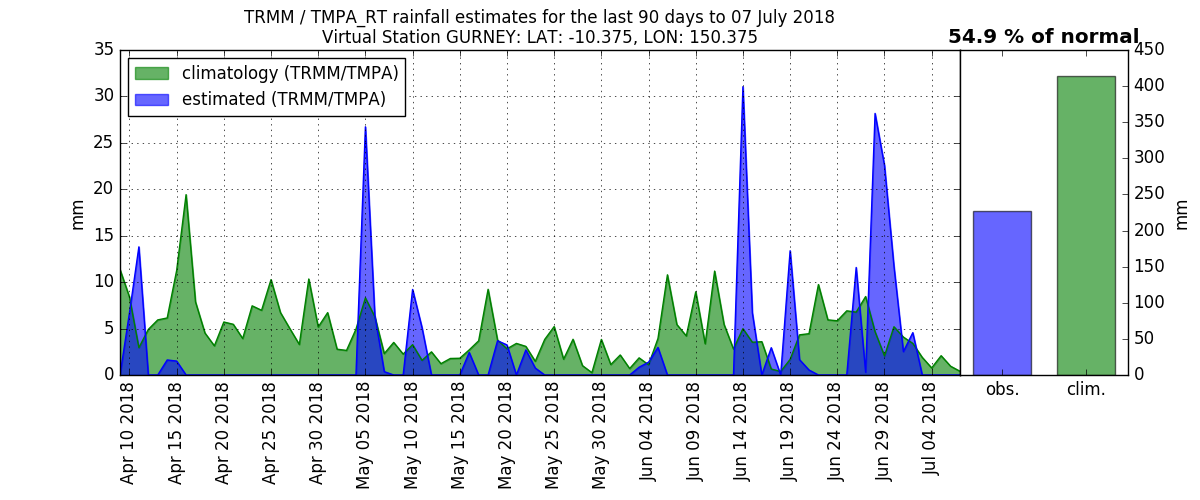 TRMM / TMPA_RT rainfall estimates for the last 90 days to 07 July 2018
Virtual Station GURNEY: LAT: -10.375, LON: 150.375
54.9 % of normal
climatology (TRMM/TMPA)
estimated (TRMM/TMPA)
35
30
25
20
15
10
5
0
mm
Apr 10 2018
Apr 15 2018
Apr 20 2018
Apr 25 2018
Apr 30 2018
May 05 2018
May 10 2018
May 15 2018
May 20 2018
May 25 2018
May 30 2018
Jun 04 2018
Jun 09 2018
Jun 14 2018
Jun 19 2018
Jun 24 2018
Jun 29 2018
Jul 04 2018
obs.
clim.
450
400
350
300
250
200
150
100
50
0
mm